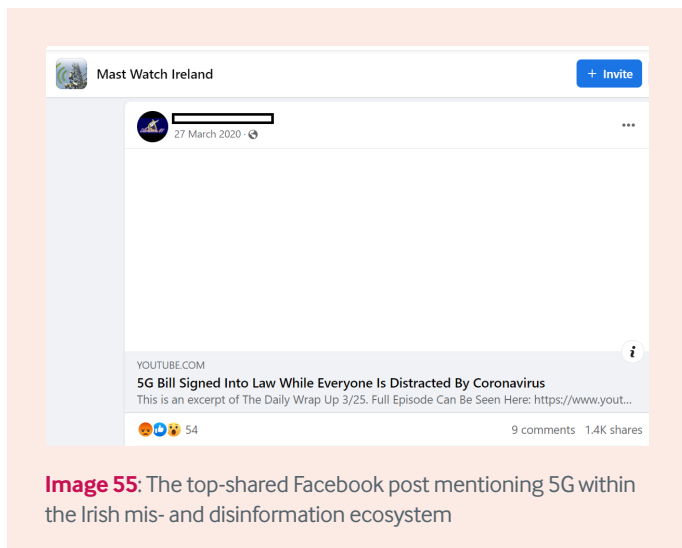 Mast Watch Ireland
+ Invite
27 March 2020 ·
YOUTUBE.COM
5G Bill Signed Into Law While Everyone Is Distracted By Coronavirus
This is an excerpt of The Daily Wrap Up 3/25. Full Episode Can Be Seen Here: https://www.yout...
54
9 comments 1.4K shares
Image 55: The top-shared Facebook post mentioning 5G within
the Irish mis- and disinformation ecosystem